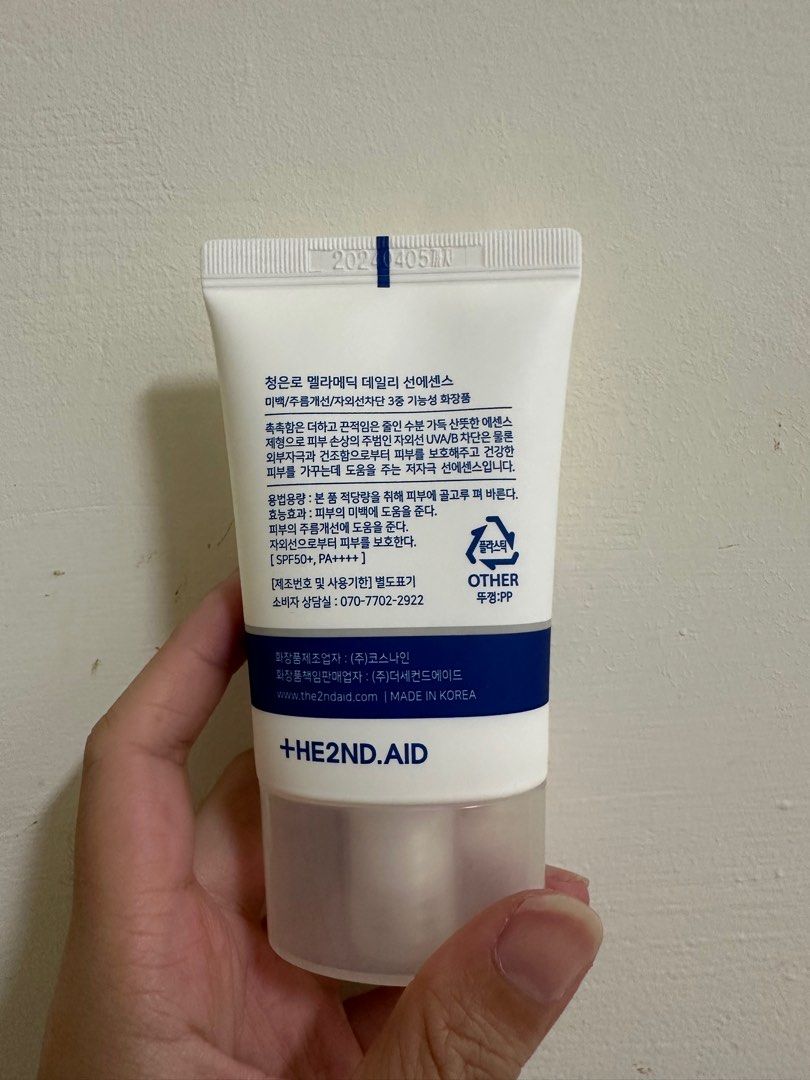 20240405까지
청은로 멜라메딕 데일리 선에센스
미백/주름개선/자외선차단 3중 기능성 화장품
촉촉함은 더하고 끈적임은 줄인 수분 가득 산뜻한 에센스
제형으로 피부 손상의 주범인 자외선 UVA/B 차단은 물론
외부자극과 건조함으로부터 피부를 보호해주고 건강한
피부를 가꾸는데 도움을 주는 저자극 선에센스입니다.
용법용량 : 본 품 적당량을 취해 피부에 골고루 펴 바른다.
효능효과 : 피부의 미백에 도움을 준다.
피부의 주름개선에 도움을 준다.
자외선으로부터 피부를 보호한다.
[ SPF50+, PA++++ ]
[제조번호 및 사용기한] 별도표기
소비자 상담실 : 070-7702-2922
플라스틱
OTHER
뚜껑:PP
화장품제조업자 : (주)코스나인
화장품책임판매업자 : (주)더세컨드에이드
www.the2ndaid.com | MADE IN KOREA
THE2ND.AID